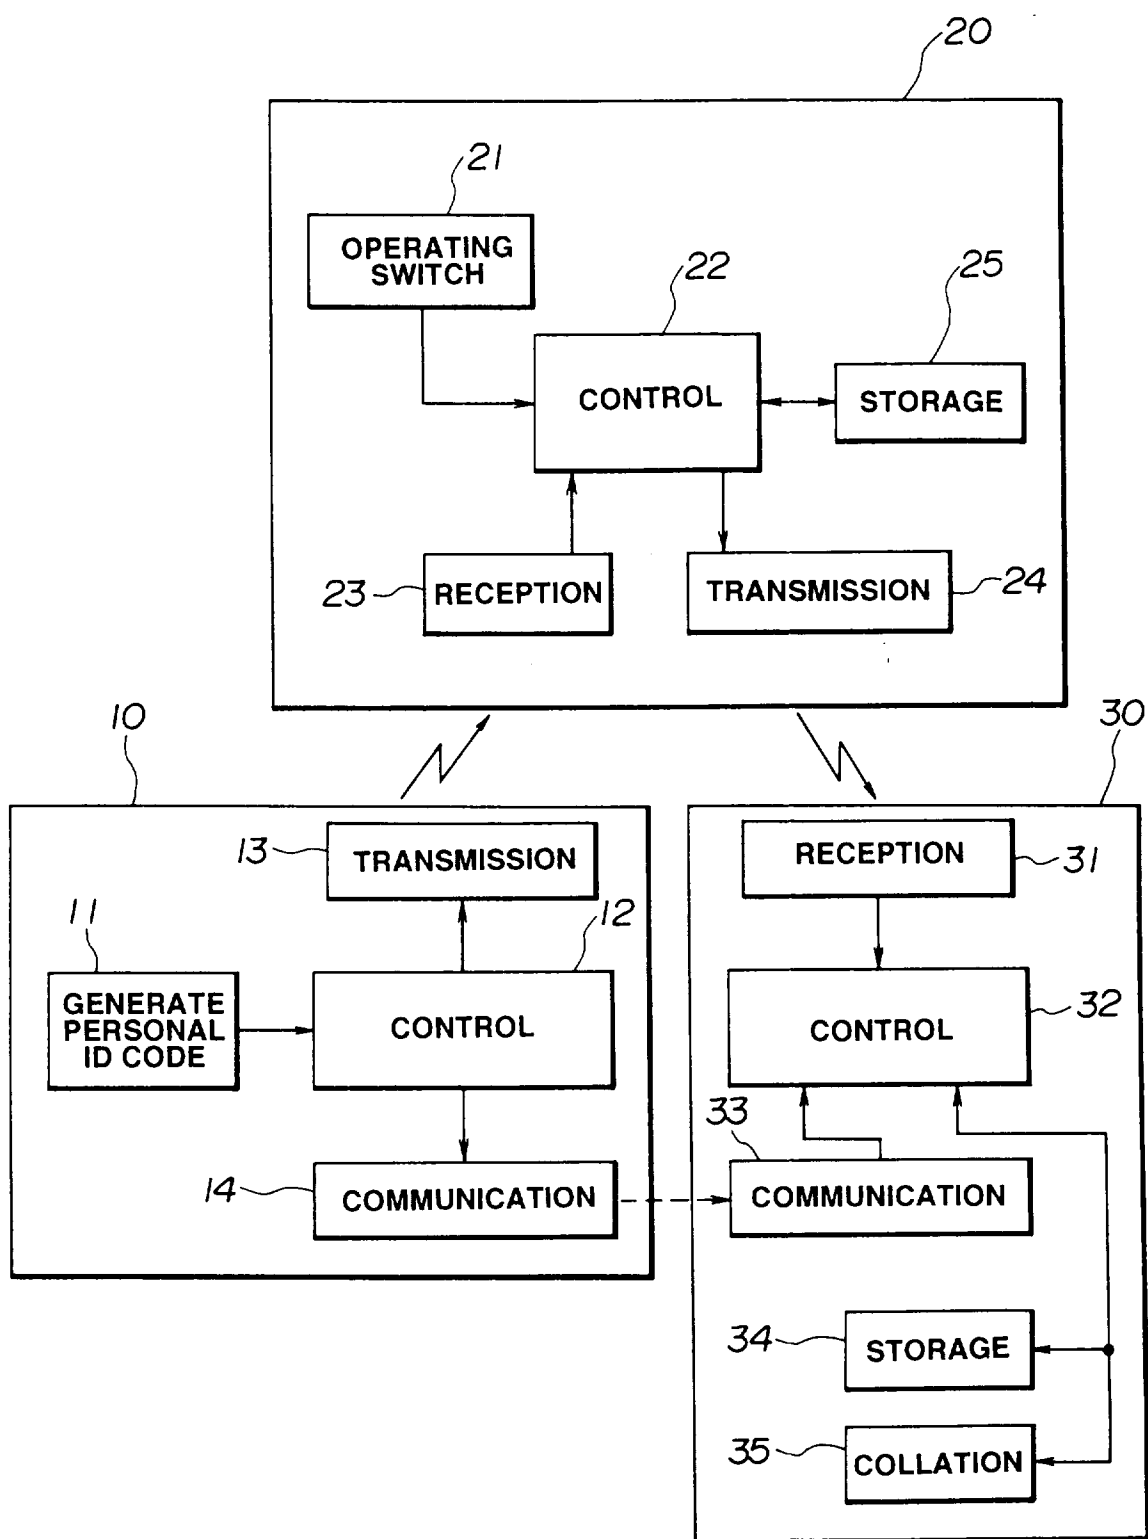 20
21
OPERATING
SWITCH
22
25
CONTROL
STORAGE
23
RECEPTION
TRANSMISSION
24
10
30
13
TRANSMISSION
RECEPTION
31
11
12
GENERATE
PERSONAL
ID CODE
CONTROL
CONTROL
32
33
14
COMMUNICATION
COMMUNICATION
34
STORAGE
35
COLLATION